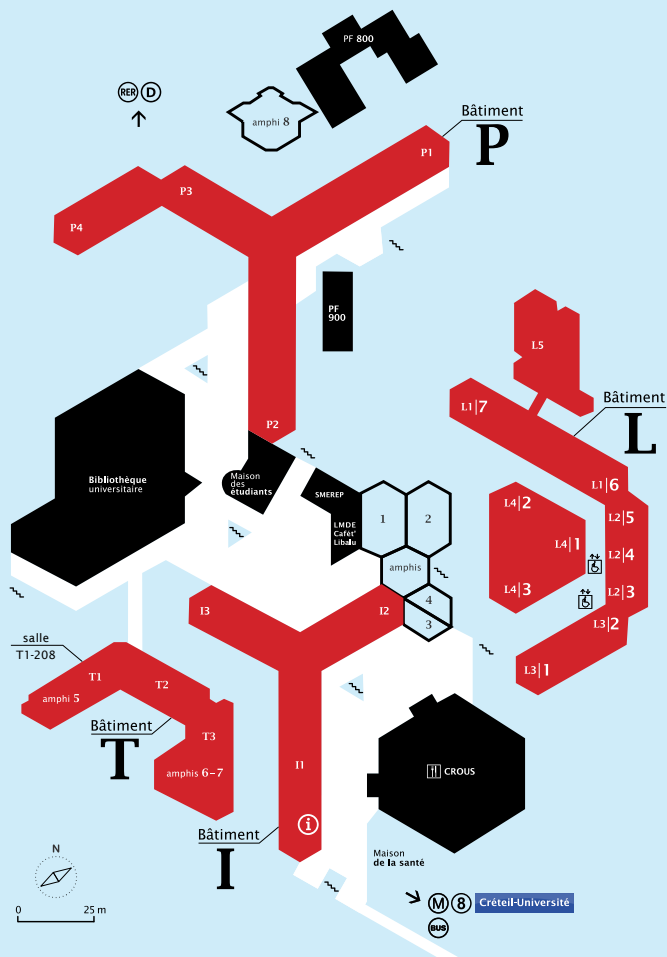 PF 800
RER D
amphi 8
Bâtiment
P
P1
P3
P4
PF
900
L5
L1|7
Bâtiment
L
P2
Bibliothèque
universitaire
Maison
des
étudiants
SMEREP
LMDE
Cafét'
Libalu
1
2
amphis
4
3
L1|6
L4|2
L2|5
L4|1
L2|4
L4|3
L2|3
L3|2
L3|1
I3
I2
salle
T1-208
T1
T2
amphi 5
Bâtiment
T
T3
amphis 6-7
I1
CROUS
Bâtiment
I
i
Maison
de la santé
N
0 25 m
M 8 Créteil-Université
BUS